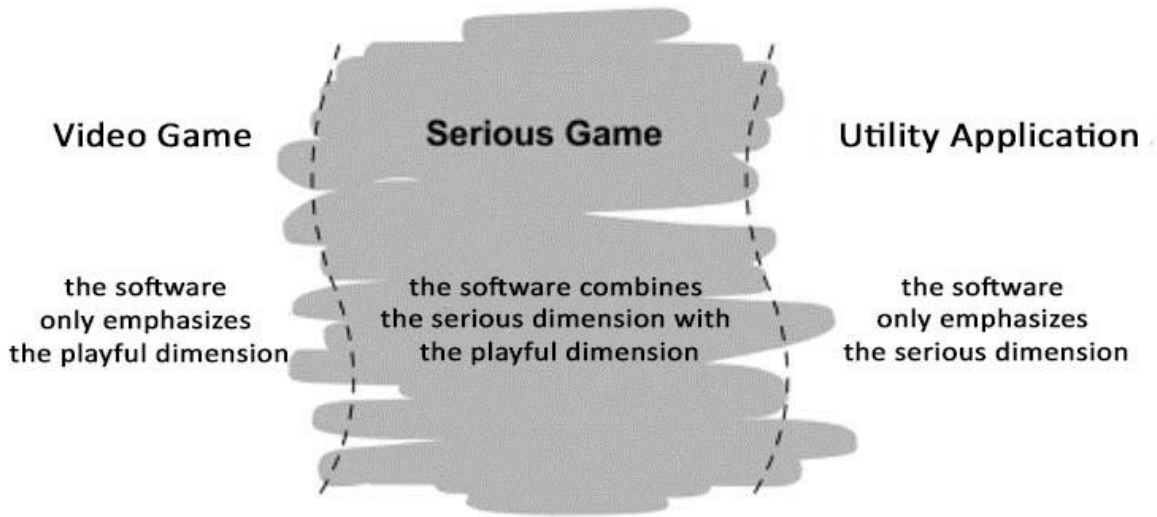 Video Game
Serious Game
Utility Application
the software
only emphasizes
the playful dimension
the software combines
the serious dimension with
the playful dimension
the software
only emphasizes
the serious dimension